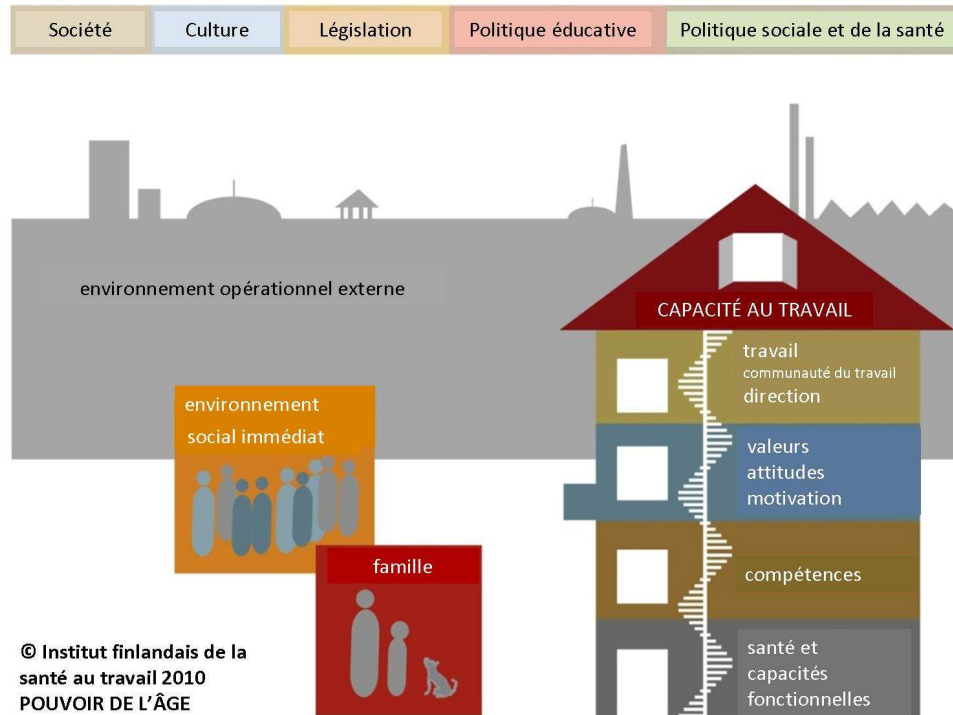 Société
Culture
Législation
Politique éducative
Politique sociale et de la santé
environnement opérationnel externe
CAPACITÉ AU TRAVAIL
travail
communauté du travail
direction
environnement
social immédiat
valeurs
attitudes
motivation
famille
compétences
santé et
capacités
fonctionnelles
© Institut finlandais de la
santé au travail 2010
POUVOIR DE L’ÂGE